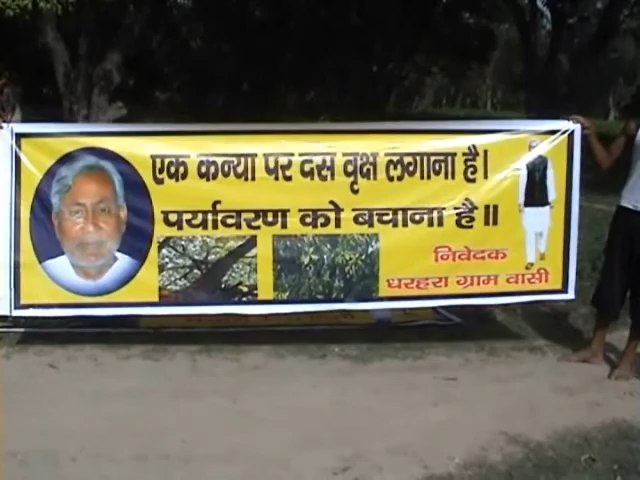 एक कन्या पर दस वृक्ष लगाना है।
पर्यावरण को बचाना है॥
निवेदक
धरहरा ग्राम वासी